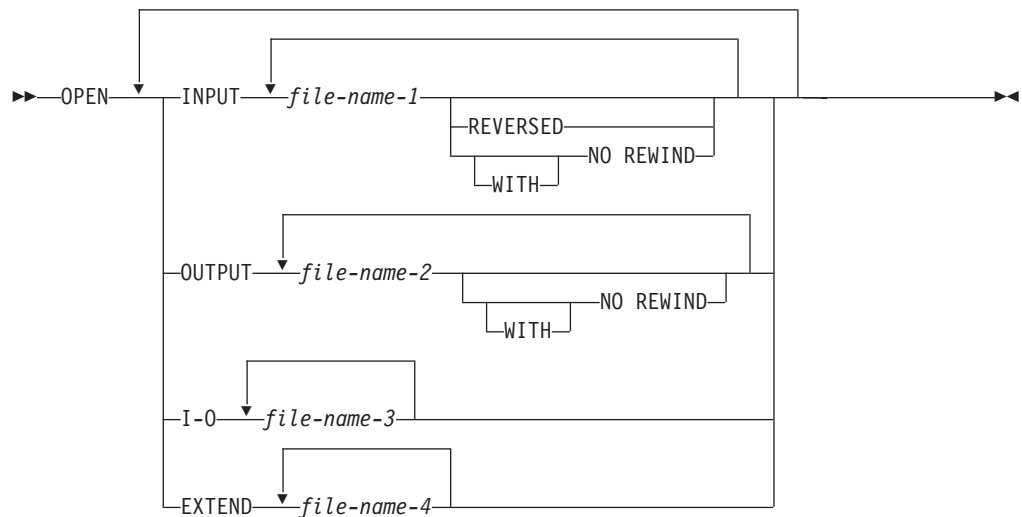 OPEN INPUT file-name-1
REVERSED
NO REWIND
WITH
OUTPUT file-name-2
NO REWIND
WITH
I-O file-name-3
EXTEND file-name-4